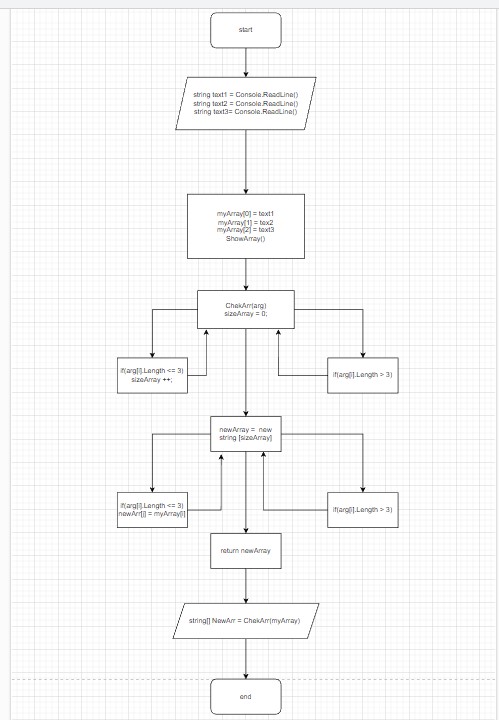 start
string text1 = Console.ReadLine()
string text2 = Console.ReadLine()
string text3= Console.ReadLine()
myArray[0] = text1
myArray[1] = tex2
myArray[2] = text3
ShowArray()
ChekArr(arg)
sizeArray = 0;
if(arg[i].Length <= 3)
sizeArray ++;
if(arg[i].Length > 3)
newArray = new
string [sizeArray]
if(arg[i].Length <= 3)
newArr[j] = myArray[i]
if(arg[i].Length > 3)
return newArray
string[] NewArr = ChekArr(myArray)
end